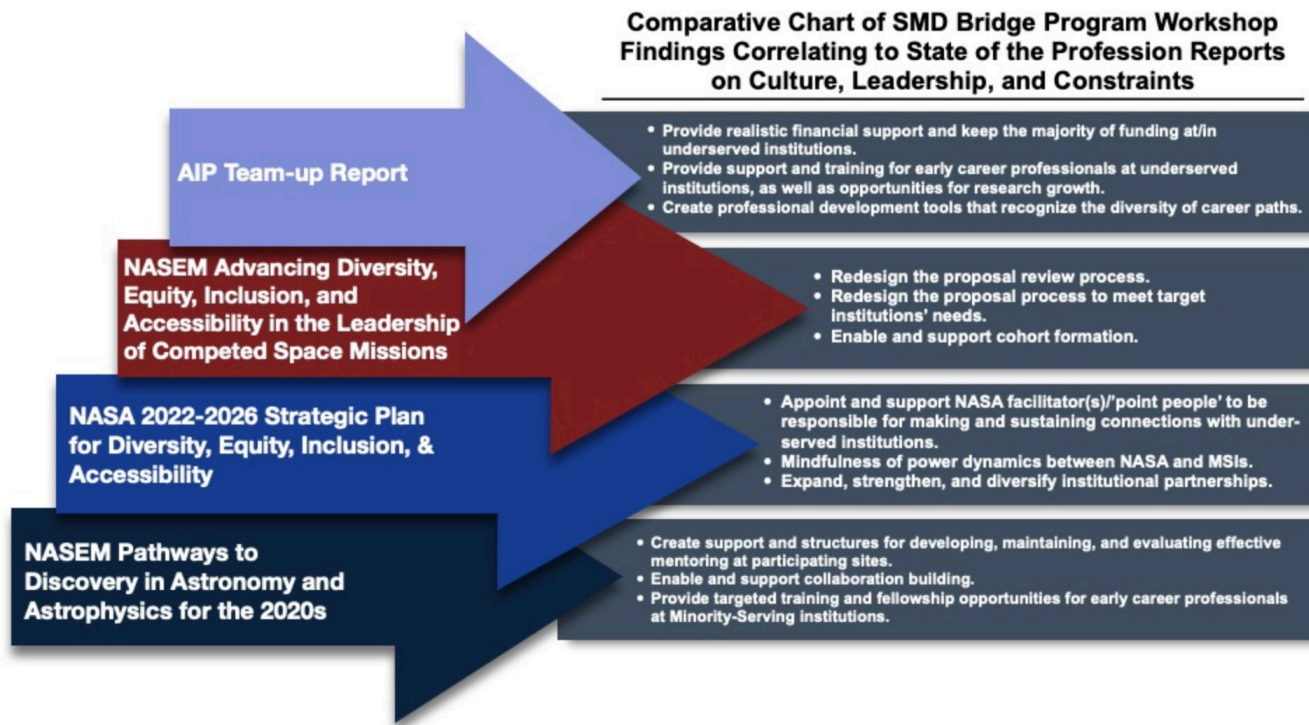 Comparative Chart of SMD Bridge Program Workshop
Findings Correlating to State of the Profession Reports
on Culture, Leadership, and Constraints
AIP Team-up Report
• Provide realistic financial support and keep the majority of funding at/in
underserved institutions.
• Provide support and training for early career professionals at underserved
institutions, as well as opportunities for research growth.
• Create professional development tools that recognize the diversity of career paths.
NASEM Advancing Diversity,
Equity, Inclusion, and
Accessibility in the Leadership
of Competed Space Missions
• Redesign the proposal review process.
• Redesign the proposal process to meet target
institutions’ needs.
• Enable and support cohort formation.
NASA 2022-2026 Strategic Plan
for Diversity, Equity, Inclusion, &
Accessibility
• Appoint and support NASA facilitator(s)/‘point people’ to be
responsible for making and sustaining connections with under-
served institutions.
• Mindfulness of power dynamics between NASA and MSIs.
• Expand, strengthen, and diversify institutional partnerships.
NASEM Pathways to
Discovery in Astronomy and
Astrophysics for the 2020s
• Create support and structures for developing, maintaining, and evaluating effective
mentoring at participating sites.
• Enable and support collaboration building.
• Provide targeted training and fellowship opportunities for early career professionals
at Minority-Serving institutions.